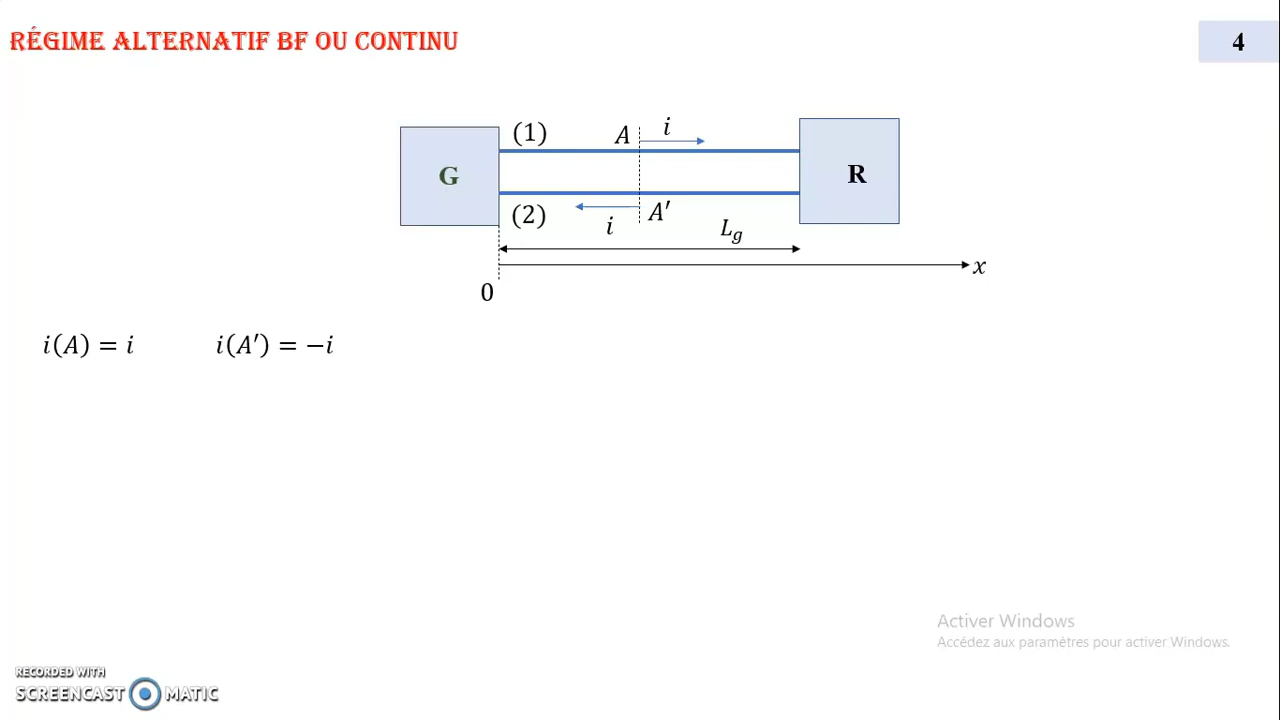 RÉGIME ALTERNATIF BF OU CONTINU
4
(1) A i
G
R
(2) i A′
L_g
x
0
i(A) = i i(A′) = −i
Activer Windows
Accédez aux paramètres pour activer Windows.
RECORDED WITH
SCREENCAST MATIC